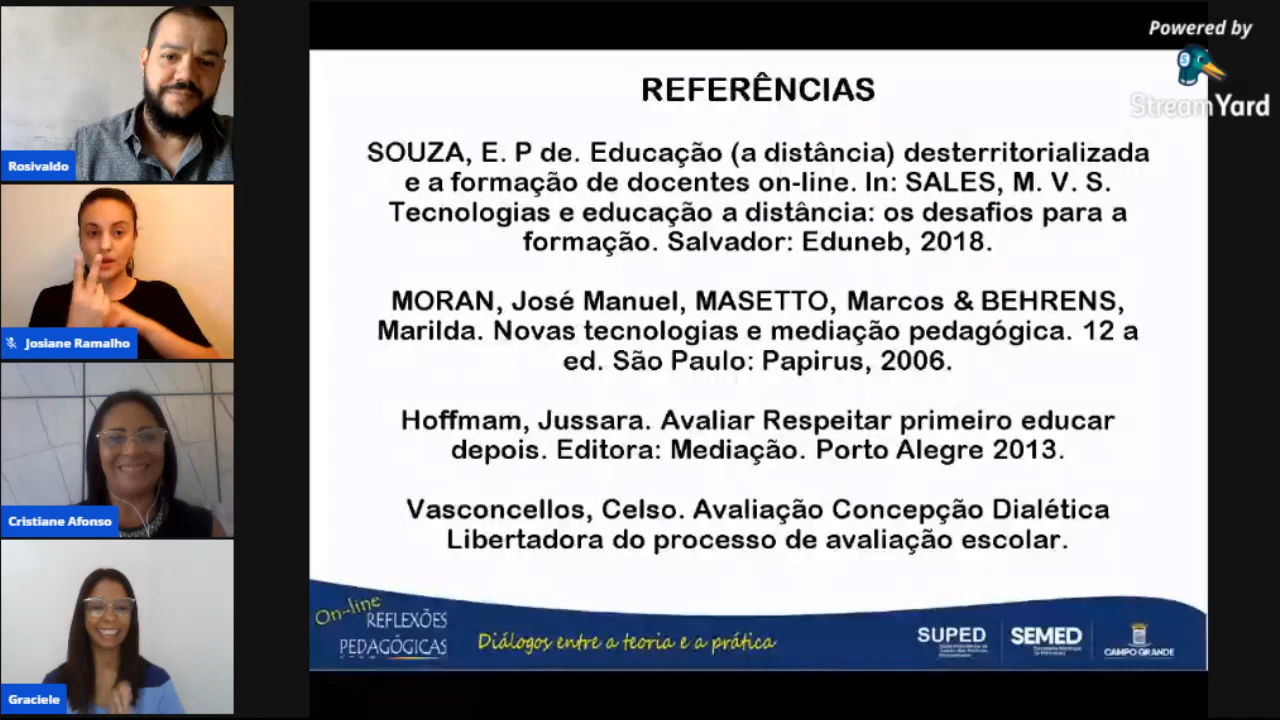 Rosivaldo
Josiane Ramalho
Cristiane Afonso
Graciele
Powered by
StreamYard
REFERÊNCIAS
SOUZA, E. P de. Educação (a distância) desterritorializada
e a formação de docentes on-line. In: SALES, M. V. S.
Tecnologias e educação a distância: os desafios para a
formação. Salvador: Eduneb, 2018.
MORAN, José Manuel, MASETTO, Marcos & BEHRENS,
Marilda. Novas tecnologias e mediação pedagógica. 12 a
ed. São Paulo: Papirus, 2006.
Hoffmam, Jussara. Avaliar Respeitar primeiro educar
depois. Editora: Mediação. Porto Alegre 2013.
Vasconcellos, Celso. Avaliação Concepção Dialética
Libertadora do processo de avaliação escolar.
On-line
REFLEXÕES
PEDAGÓGICAS
Diálogos entre a teoria e a prática
SUPED
SEMED
CAMPO GRANDE